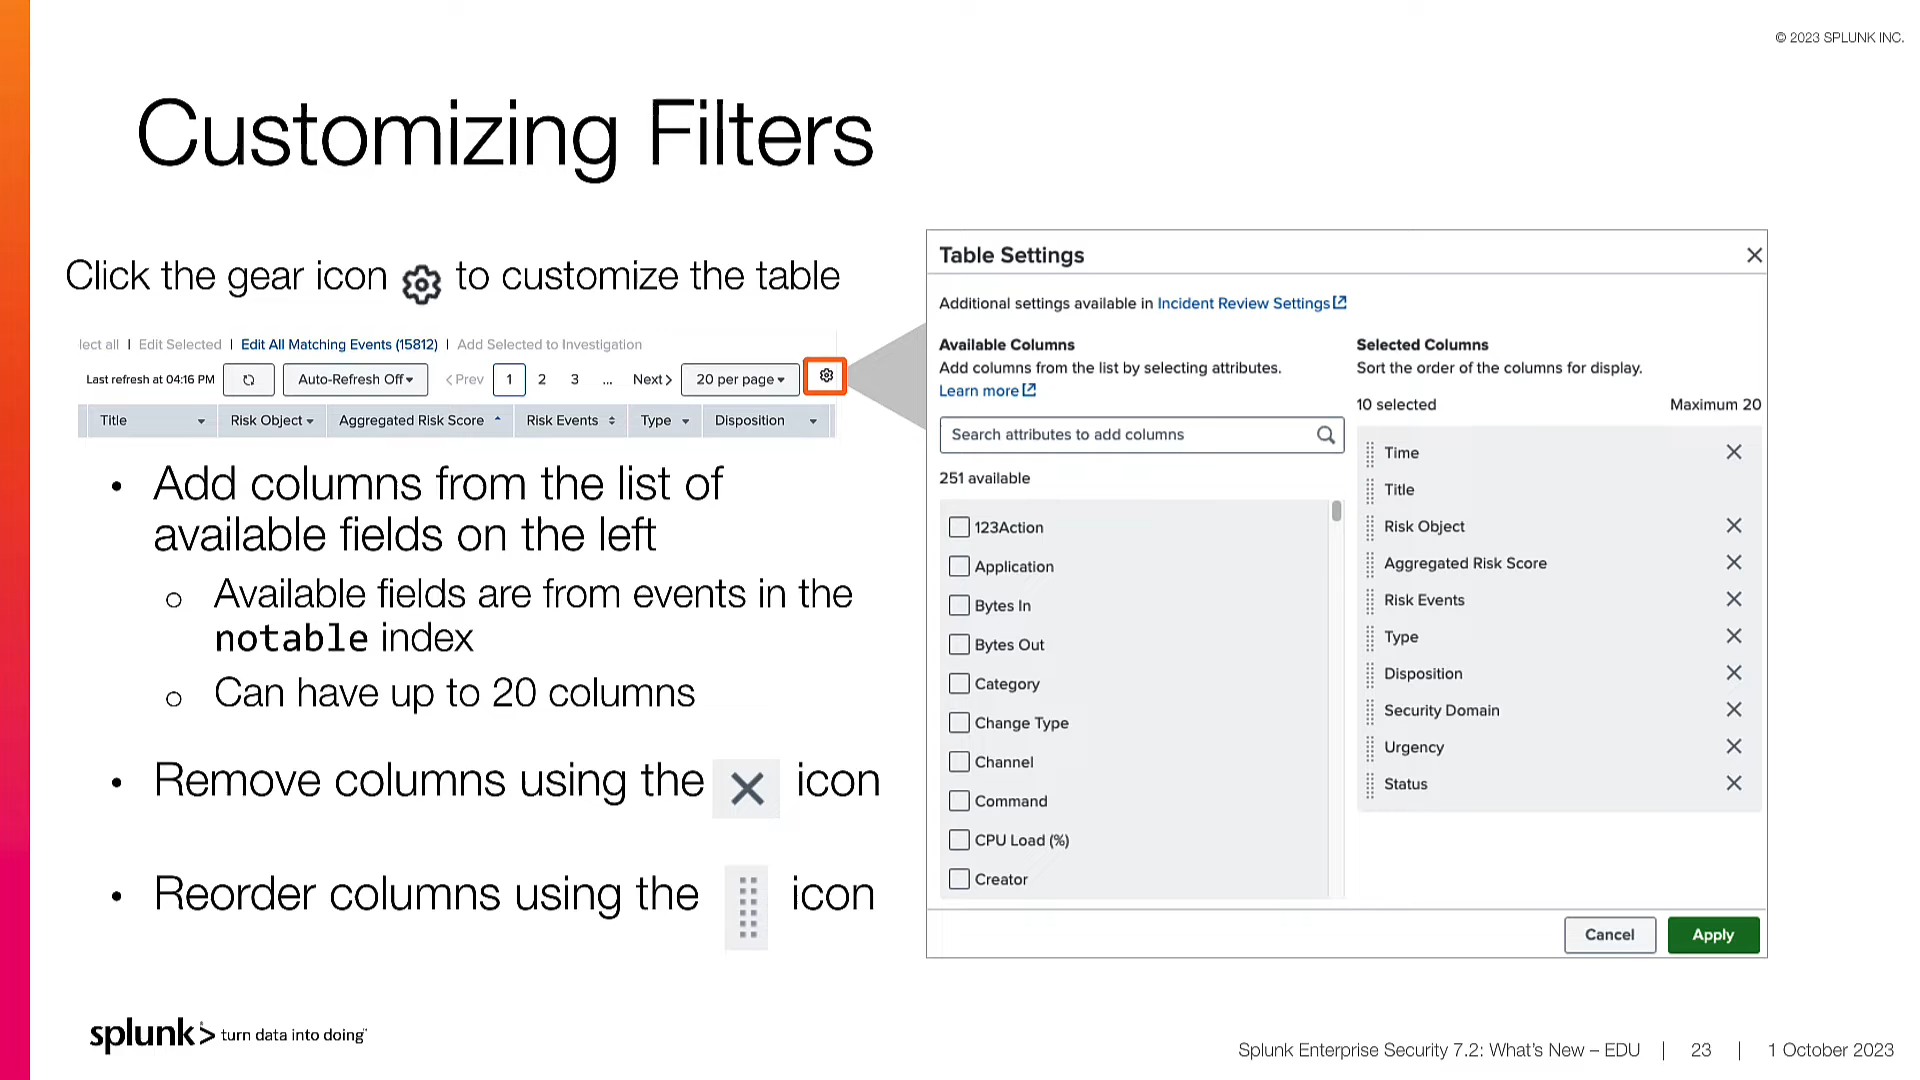 © 2023 SPLUNK INC.
Customizing Filters
Click the gear icon to customize the table
lect all | Edit Selected | Edit All Matching Events (15812) | Add Selected to Investigation
Last refresh at 04:16 PM Auto-Refresh Off < Prev 1 2 3 ... Next > 20 per page
Title Risk Object Aggregated Risk Score Risk Events Type Disposition
• Add columns from the list of
available fields on the left
o Available fields are from events in the
notable index
o Can have up to 20 columns
• Remove columns using the icon
• Reorder columns using the icon
Table Settings
Additional settings available in Incident Review Settings
Available Columns
Add columns from the list by selecting attributes.
Learn more
Search attributes to add columns
251 available
123Action
Application
Bytes In
Bytes Out
Category
Change Type
Channel
Command
CPU Load (%)
Creator
Selected Columns
Sort the order of the columns for display.
10 selected Maximum 20
Time
Title
Risk Object
Aggregated Risk Score
Risk Events
Type
Disposition
Security Domain
Urgency
Status
Cancel Apply
splunk> turn data into doing™
Splunk Enterprise Security 7.2: What's New – EDU | 23 | 1 October 2023